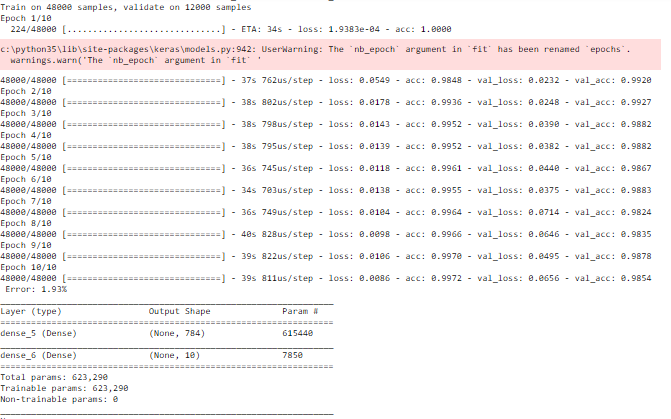 Train on 48000 samples, validate on 12000 samples
Epoch 1/10
224/48000 [..............................] - ETA: 34s - loss: 1.9383e-04 - acc: 1.0000
c:\python35\lib\site-packages\keras\models.py:942: UserWarning: The `nb_epoch` argument in `fit` has been renamed `epochs`.
warnings.warn('The `nb_epoch` argument in `fit` '
48000/48000 [==============================] - 37s 762us/step - loss: 0.0549 - acc: 0.9848 - val_loss: 0.0232 - val_acc: 0.9920
Epoch 2/10
48000/48000 [==============================] - 38s 802us/step - loss: 0.0178 - acc: 0.9936 - val_loss: 0.0248 - val_acc: 0.9927
Epoch 3/10
48000/48000 [==============================] - 38s 798us/step - loss: 0.0143 - acc: 0.9952 - val_loss: 0.0390 - val_acc: 0.9882
Epoch 4/10
48000/48000 [==============================] - 38s 795us/step - loss: 0.0139 - acc: 0.9952 - val_loss: 0.0382 - val_acc: 0.9882
Epoch 5/10
48000/48000 [==============================] - 36s 745us/step - loss: 0.0118 - acc: 0.9961 - val_loss: 0.0440 - val_acc: 0.9867
Epoch 6/10
48000/48000 [==============================] - 34s 703us/step - loss: 0.0138 - acc: 0.9955 - val_loss: 0.0375 - val_acc: 0.9883
Epoch 7/10
48000/48000 [==============================] - 36s 749us/step - loss: 0.0104 - acc: 0.9964 - val_loss: 0.0714 - val_acc: 0.9824
Epoch 8/10
48000/48000 [==============================] - 40s 828us/step - loss: 0.0098 - acc: 0.9966 - val_loss: 0.0646 - val_acc: 0.9835
Epoch 9/10
48000/48000 [==============================] - 39s 822us/step - loss: 0.0106 - acc: 0.9970 - val_loss: 0.0495 - val_acc: 0.9878
Epoch 10/10
48000/48000 [==============================] - 39s 811us/step - loss: 0.0086 - acc: 0.9972 - val_loss: 0.0656 - val_acc: 0.9854
Error: 1.93%
_________________________________________________________________
Layer (type) Output Shape Param #
=================================================================
dense_5 (Dense) (None, 784) 615440
_________________________________________________________________
dense_6 (Dense) (None, 10) 7850
=================================================================
Total params: 623,290
Trainable params: 623,290
Non-trainable params: 0
_________________________________________________________________